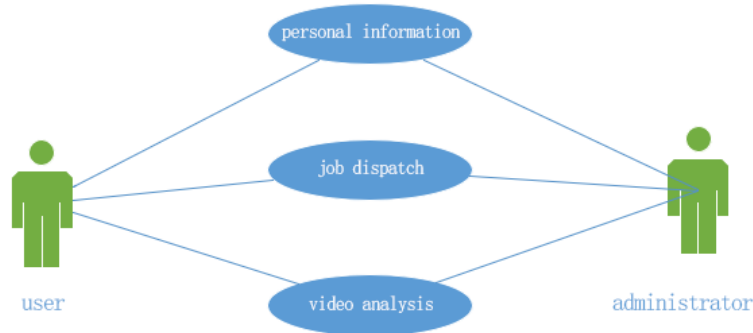 personal information
job dispatch
video analysis
user
administrator